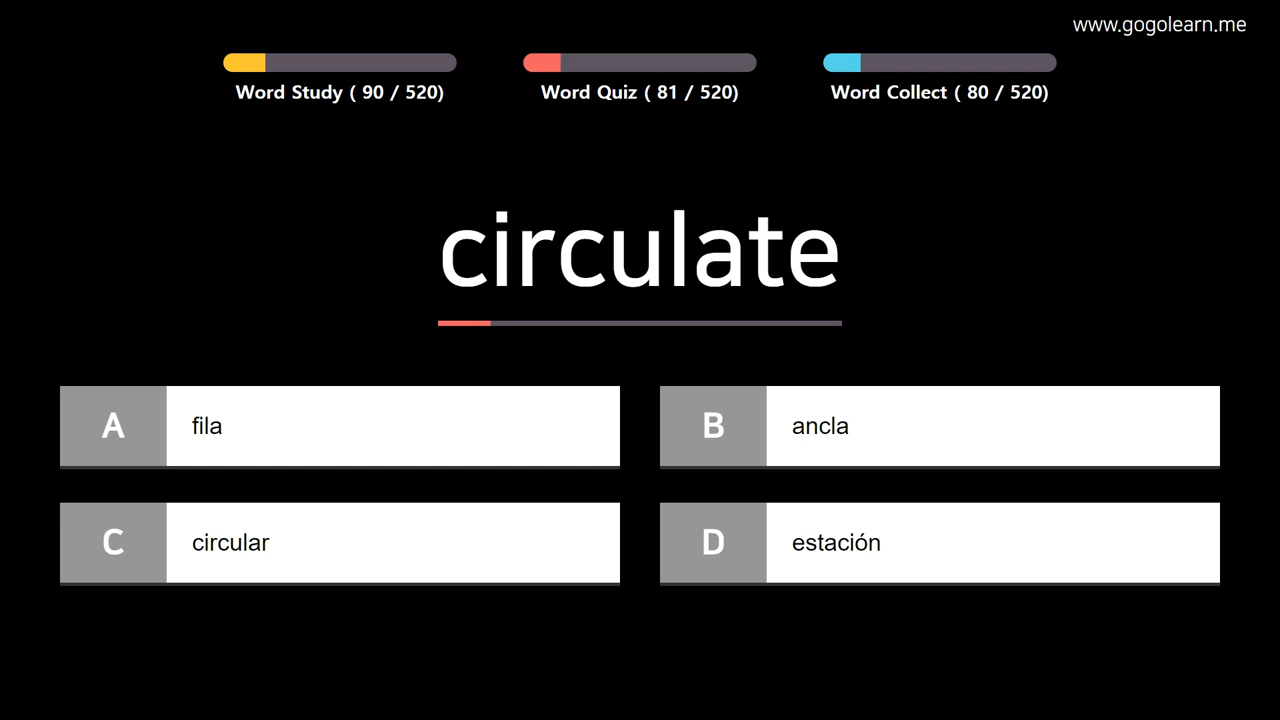 www.gogolearn.me
Word Study ( 90 / 520)
Word Quiz ( 81 / 520)
Word Collect ( 80 / 520)
circulate
A fila
B ancla
C circular
D estación